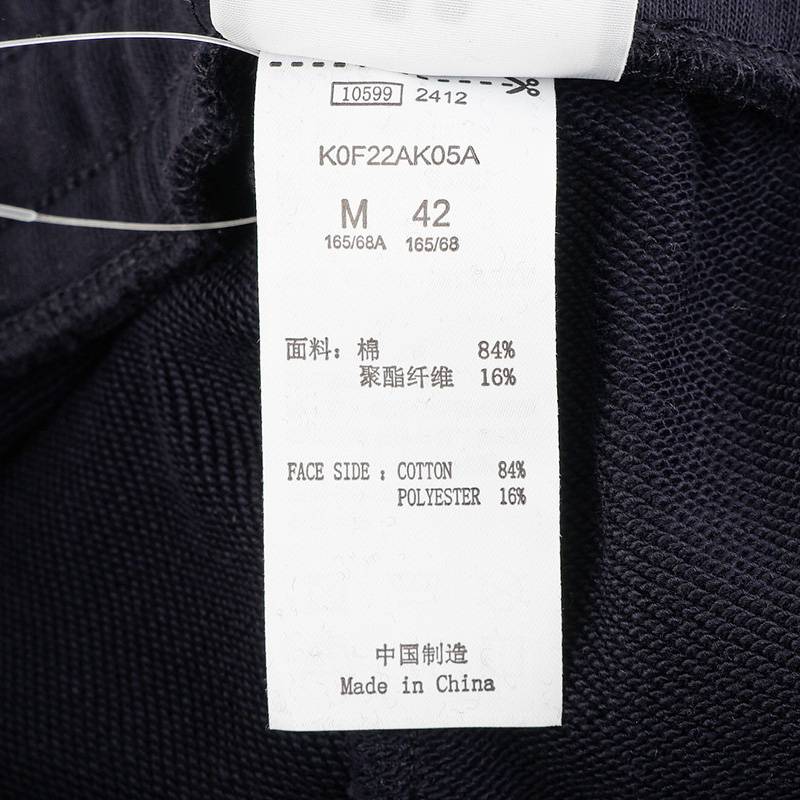 10599 2412
K0F22AK05A
M 42
165/68A 165/68
面料：棉 84%
聚酯纤维 16%
FACE SIDE : COTTON 84%
POLYESTER 16%
中国制造
Made in China